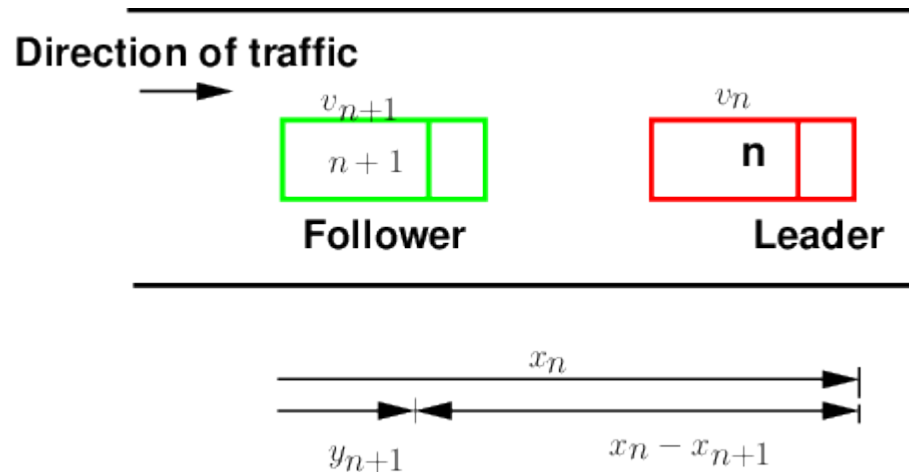 Direction of traffic
v_{n+1} v_n
n + 1 n
Follower Leader
x_n
y_{n+1} x_n − x_{n+1}